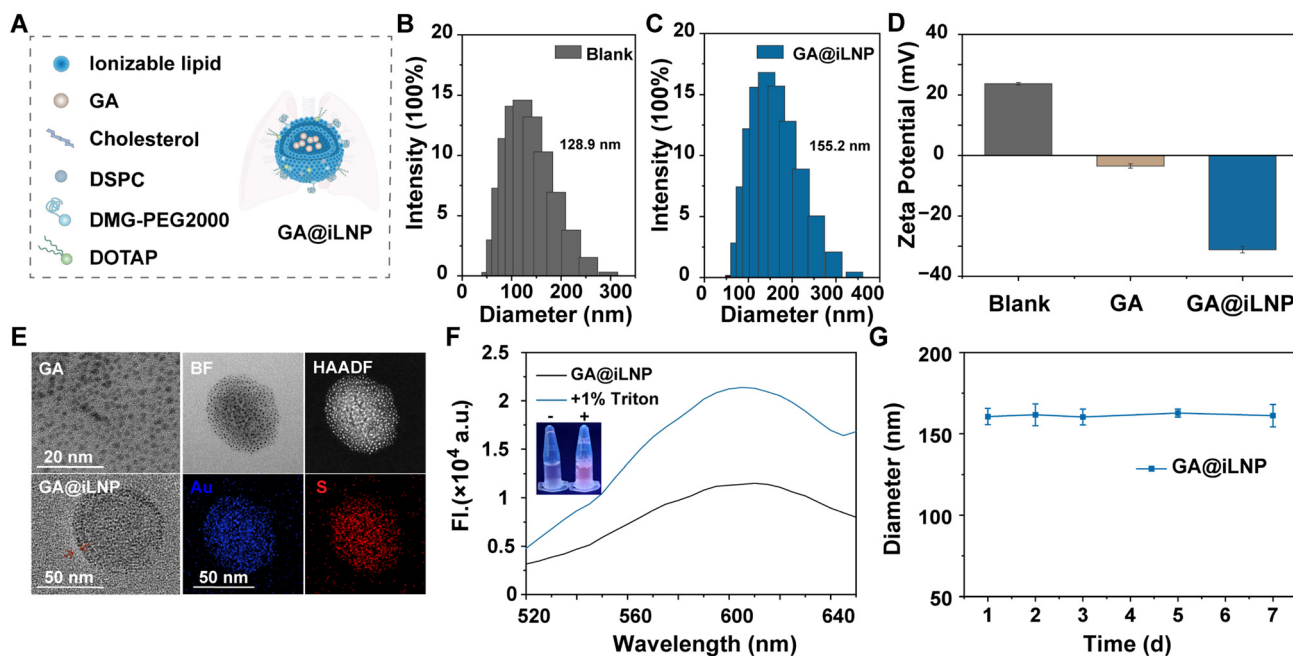 A
Ionizable lipid
GA
Cholesterol
DSPC
DMG-PEG2000
DOTAP
GA@iLNP
B
Intensity (100%)
20
15
10
5
0
Blank
128.9 nm
0 100 200 300
Diameter (nm)
C
Intensity (100%)
20
15
10
5
0
GA@iLNP
155.2 nm
0 100 200 300 400
Diameter (nm)
D
Zeta Potential (mV)
40
20
0
−20
−40
Blank GA GA@iLNP
E
GA
20 nm
BF
HAADF
GA@iLNP
50 nm
Au
50 nm
S
F
Fl.(×10⁴ a.u.)
2.5
2
1.5
1
0.5
0
GA@iLNP
+1% Triton
- +
520 560 600 640
Wavelength (nm)
G
Diameter (nm)
200
150
100
50
GA@iLNP
1 2 3 4 5 6 7
Time (d)